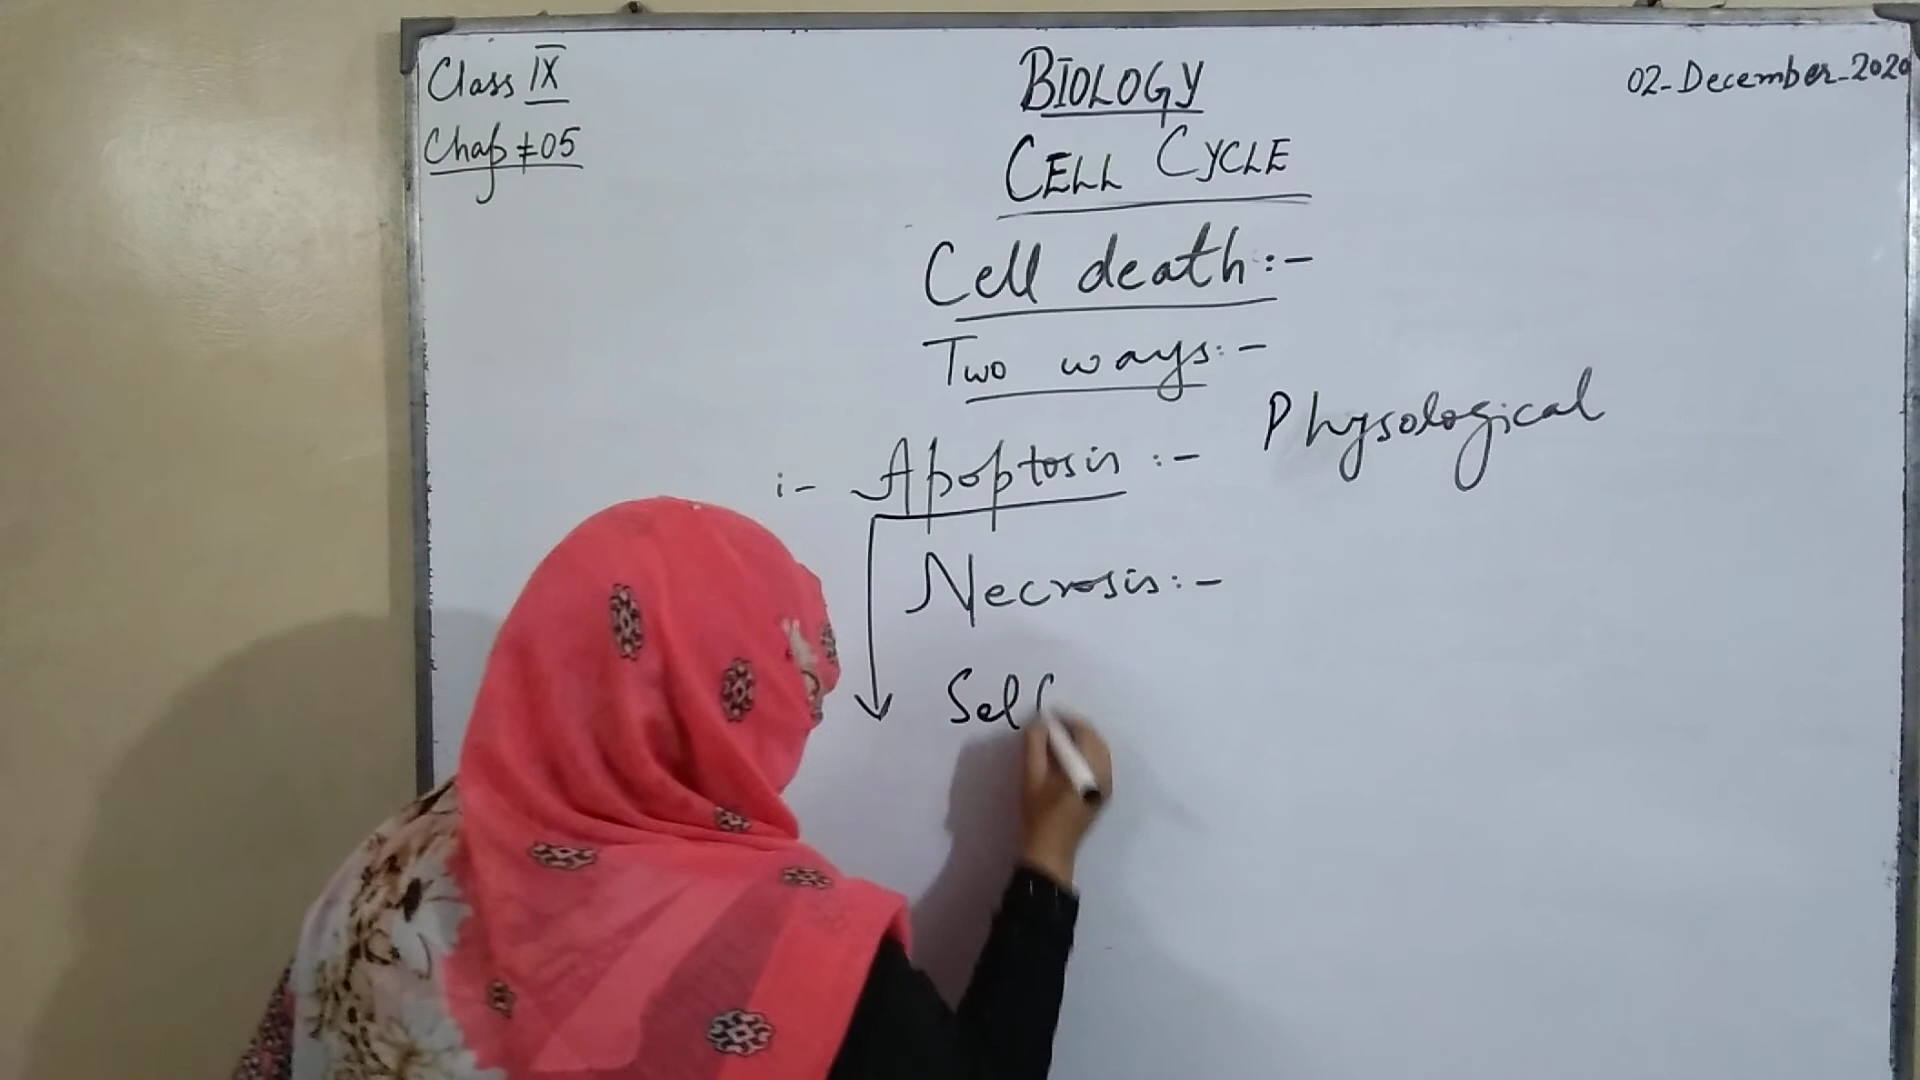 Class IX
Chap # 05
BIOLOGY
02-December-2020
CELL CYCLE
Cell death:-
Two ways:-
i- Apoptosis:- Physological
Necrosis:-
Self